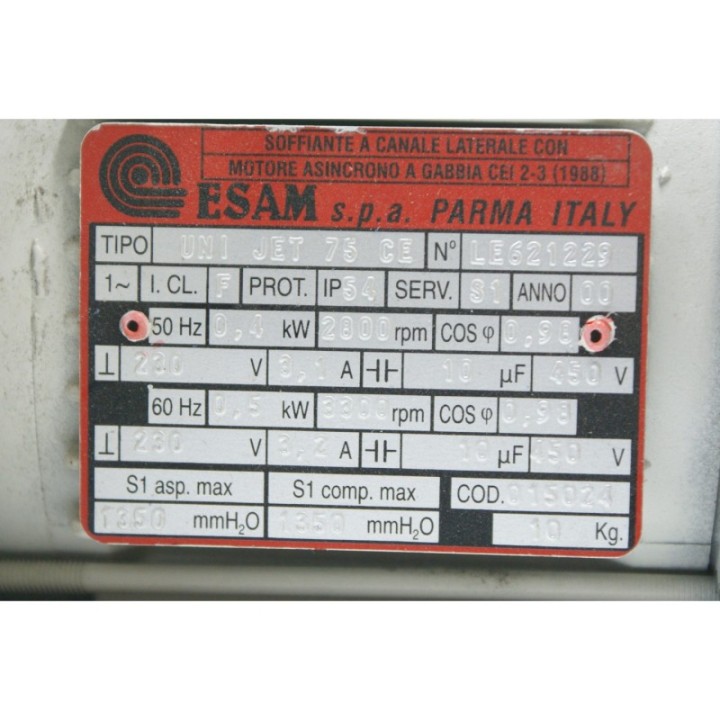 SOFFIANTE A CANALE LATERALE CON
MOTORE ASINCRONO A GABBIA CEI 2-3 (1988)
ESAM s.p.a. PARMA ITALY
TIPO UNI JET 75 CE N° LE621229
1~ I. CL. F PROT. IP54 SERV. S1 ANNO 00
50 Hz 0,4 kW 2800 rpm COS φ 0,98
⊥ 230 V 3,1 A ⊣⊢ 10 µF 450 V
60 Hz 0,5 kW 3300 rpm COS φ 0,98
⊥ 230 V 3,2 A ⊣⊢ 10 µF 450 V
S1 asp. max S1 comp. max COD. 015024
1350 mmH₂O 1350 mmH₂O 10 Kg.